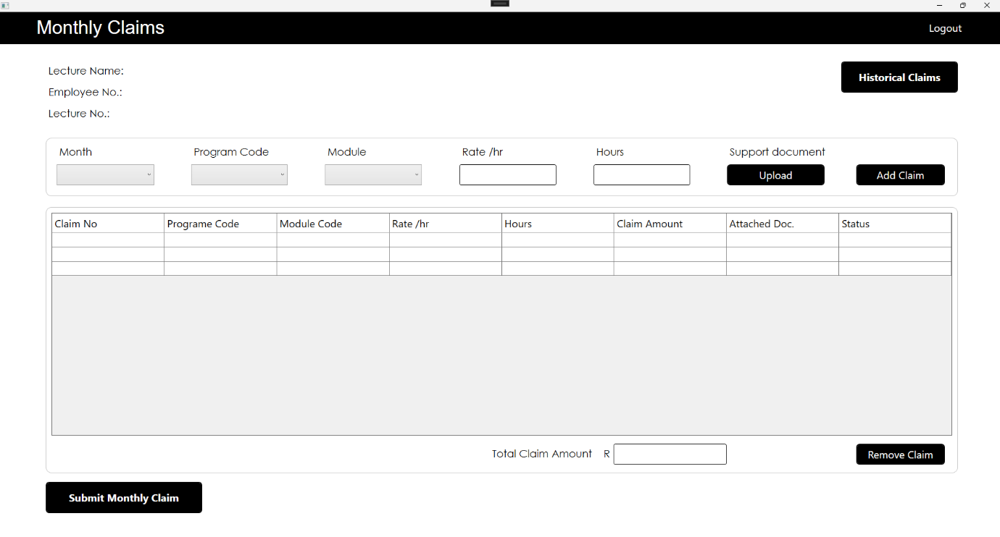 Monthly Claims
Logout
Lecture Name:
Historical Claims
Employee No.:
Lecture No.:
Month Program Code Module Rate /hr Hours Support document
Upload Add Claim
Claim No Programe Code Module Code Rate /hr Hours Claim Amount Attached Doc. Status
Total Claim Amount R
Remove Claim
Submit Monthly Claim